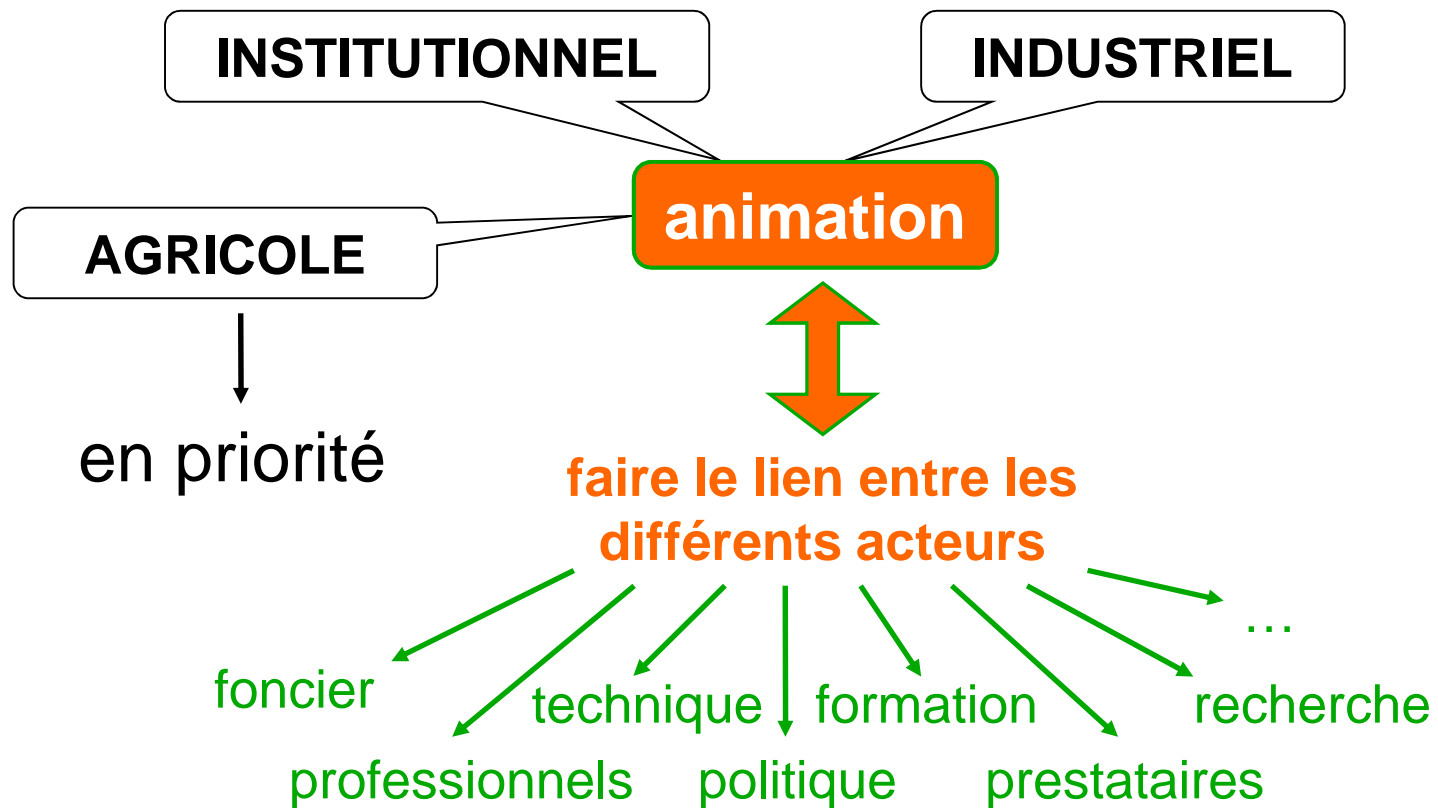 INSTITUTIONNEL
INDUSTRIEL
animation
AGRICOLE
en priorité
faire le lien entre les
différents acteurs
…
foncier
technique
formation
recherche
professionnels
politique
prestataires